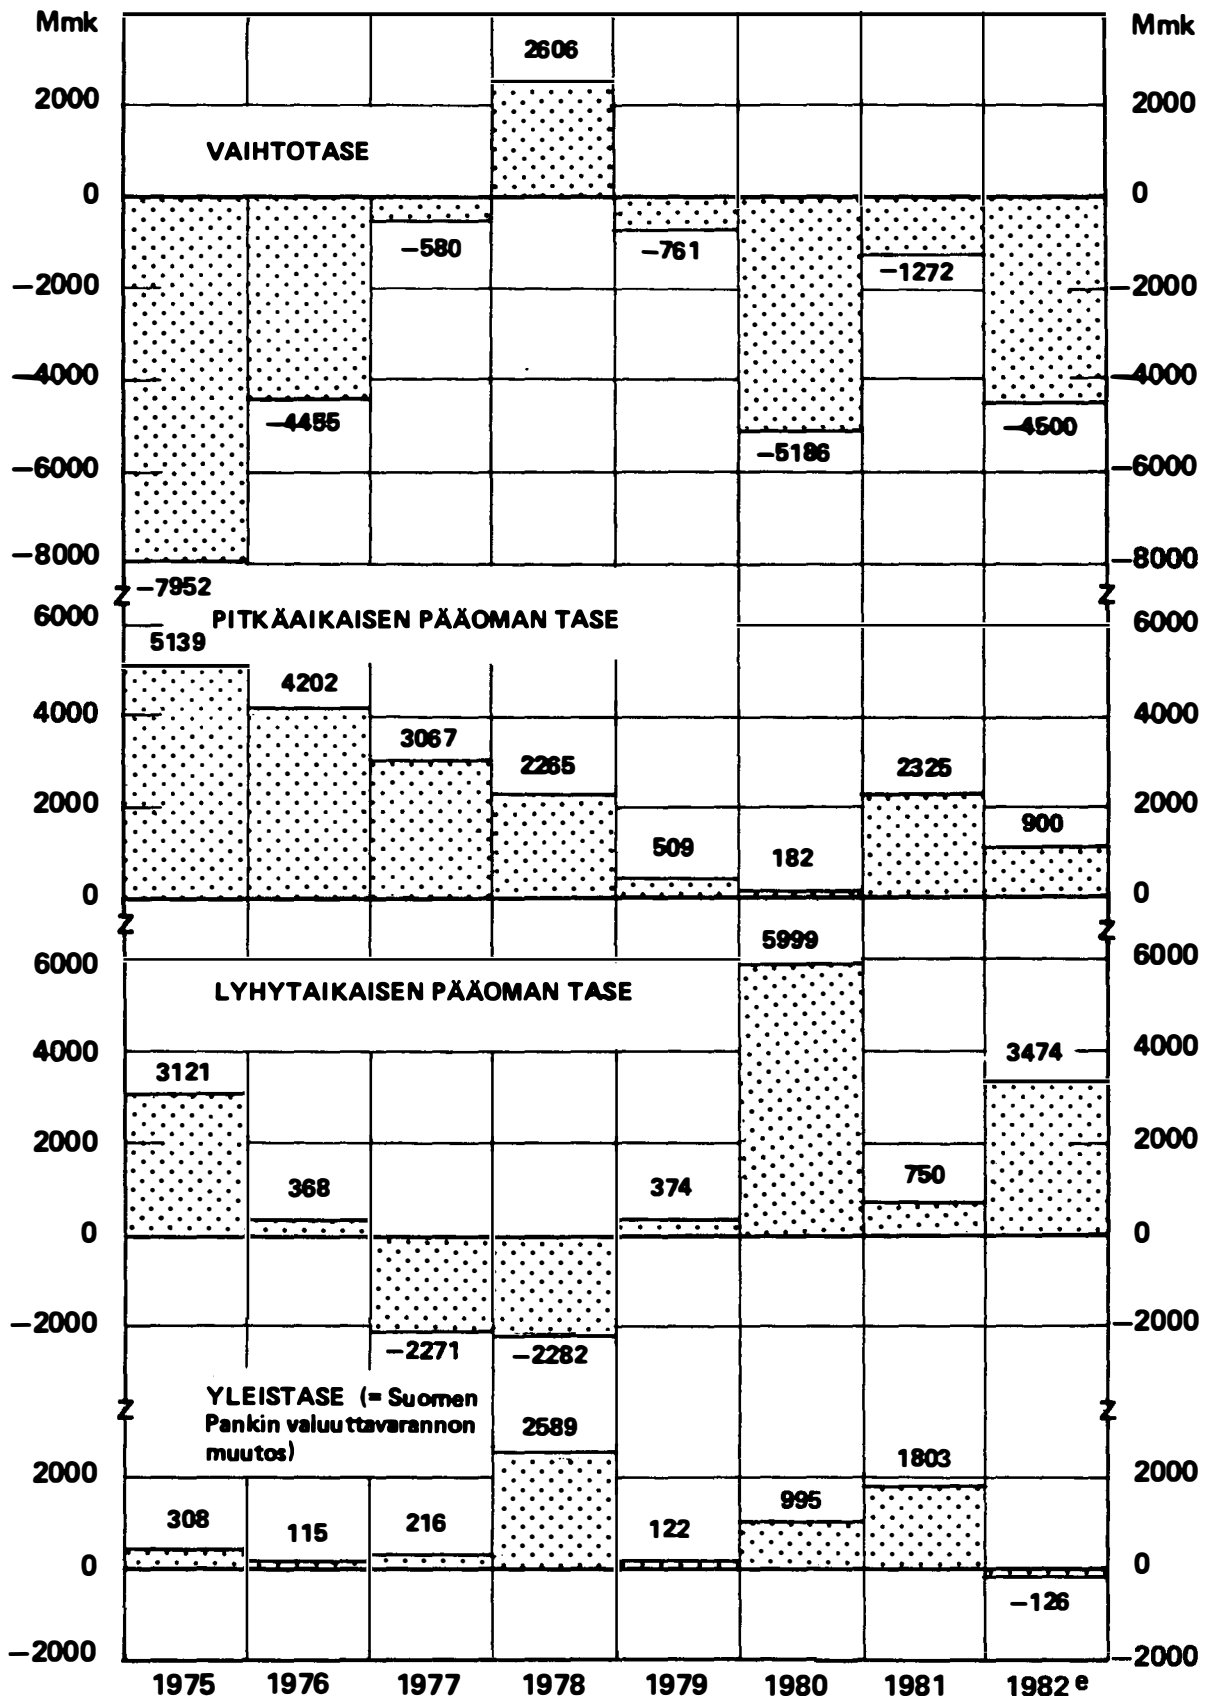 Mmk Mmk
2606
2000 2000
VAIHTOTASE
0 0
−580 −761 −1272
−2000 −2000
−4000 −4000
−4455 −4500
−5186
−6000 −6000
−8000 −8000
−7952
6000 PITKÄAIKAISEN PÄÄOMAN TASE 6000
5139
4202
4000 4000
3067
2265 2325
2000 2000
900
509 182
0 0
5999
6000 6000
LYHYTAIKAISEN PÄÄOMAN TASE
4000 3474 4000
3121
2000 2000
368 374 750
0 0
−2000 −2000
−2271 −2282
YLEISTASE (= Suomen
Pankin valuuttavarannon
muutos)
2589
1803
2000 2000
995
308 115 216 122
0 0
−126
−2000 −2000
1975 1976 1977 1978 1979 1980 1981 1982 e